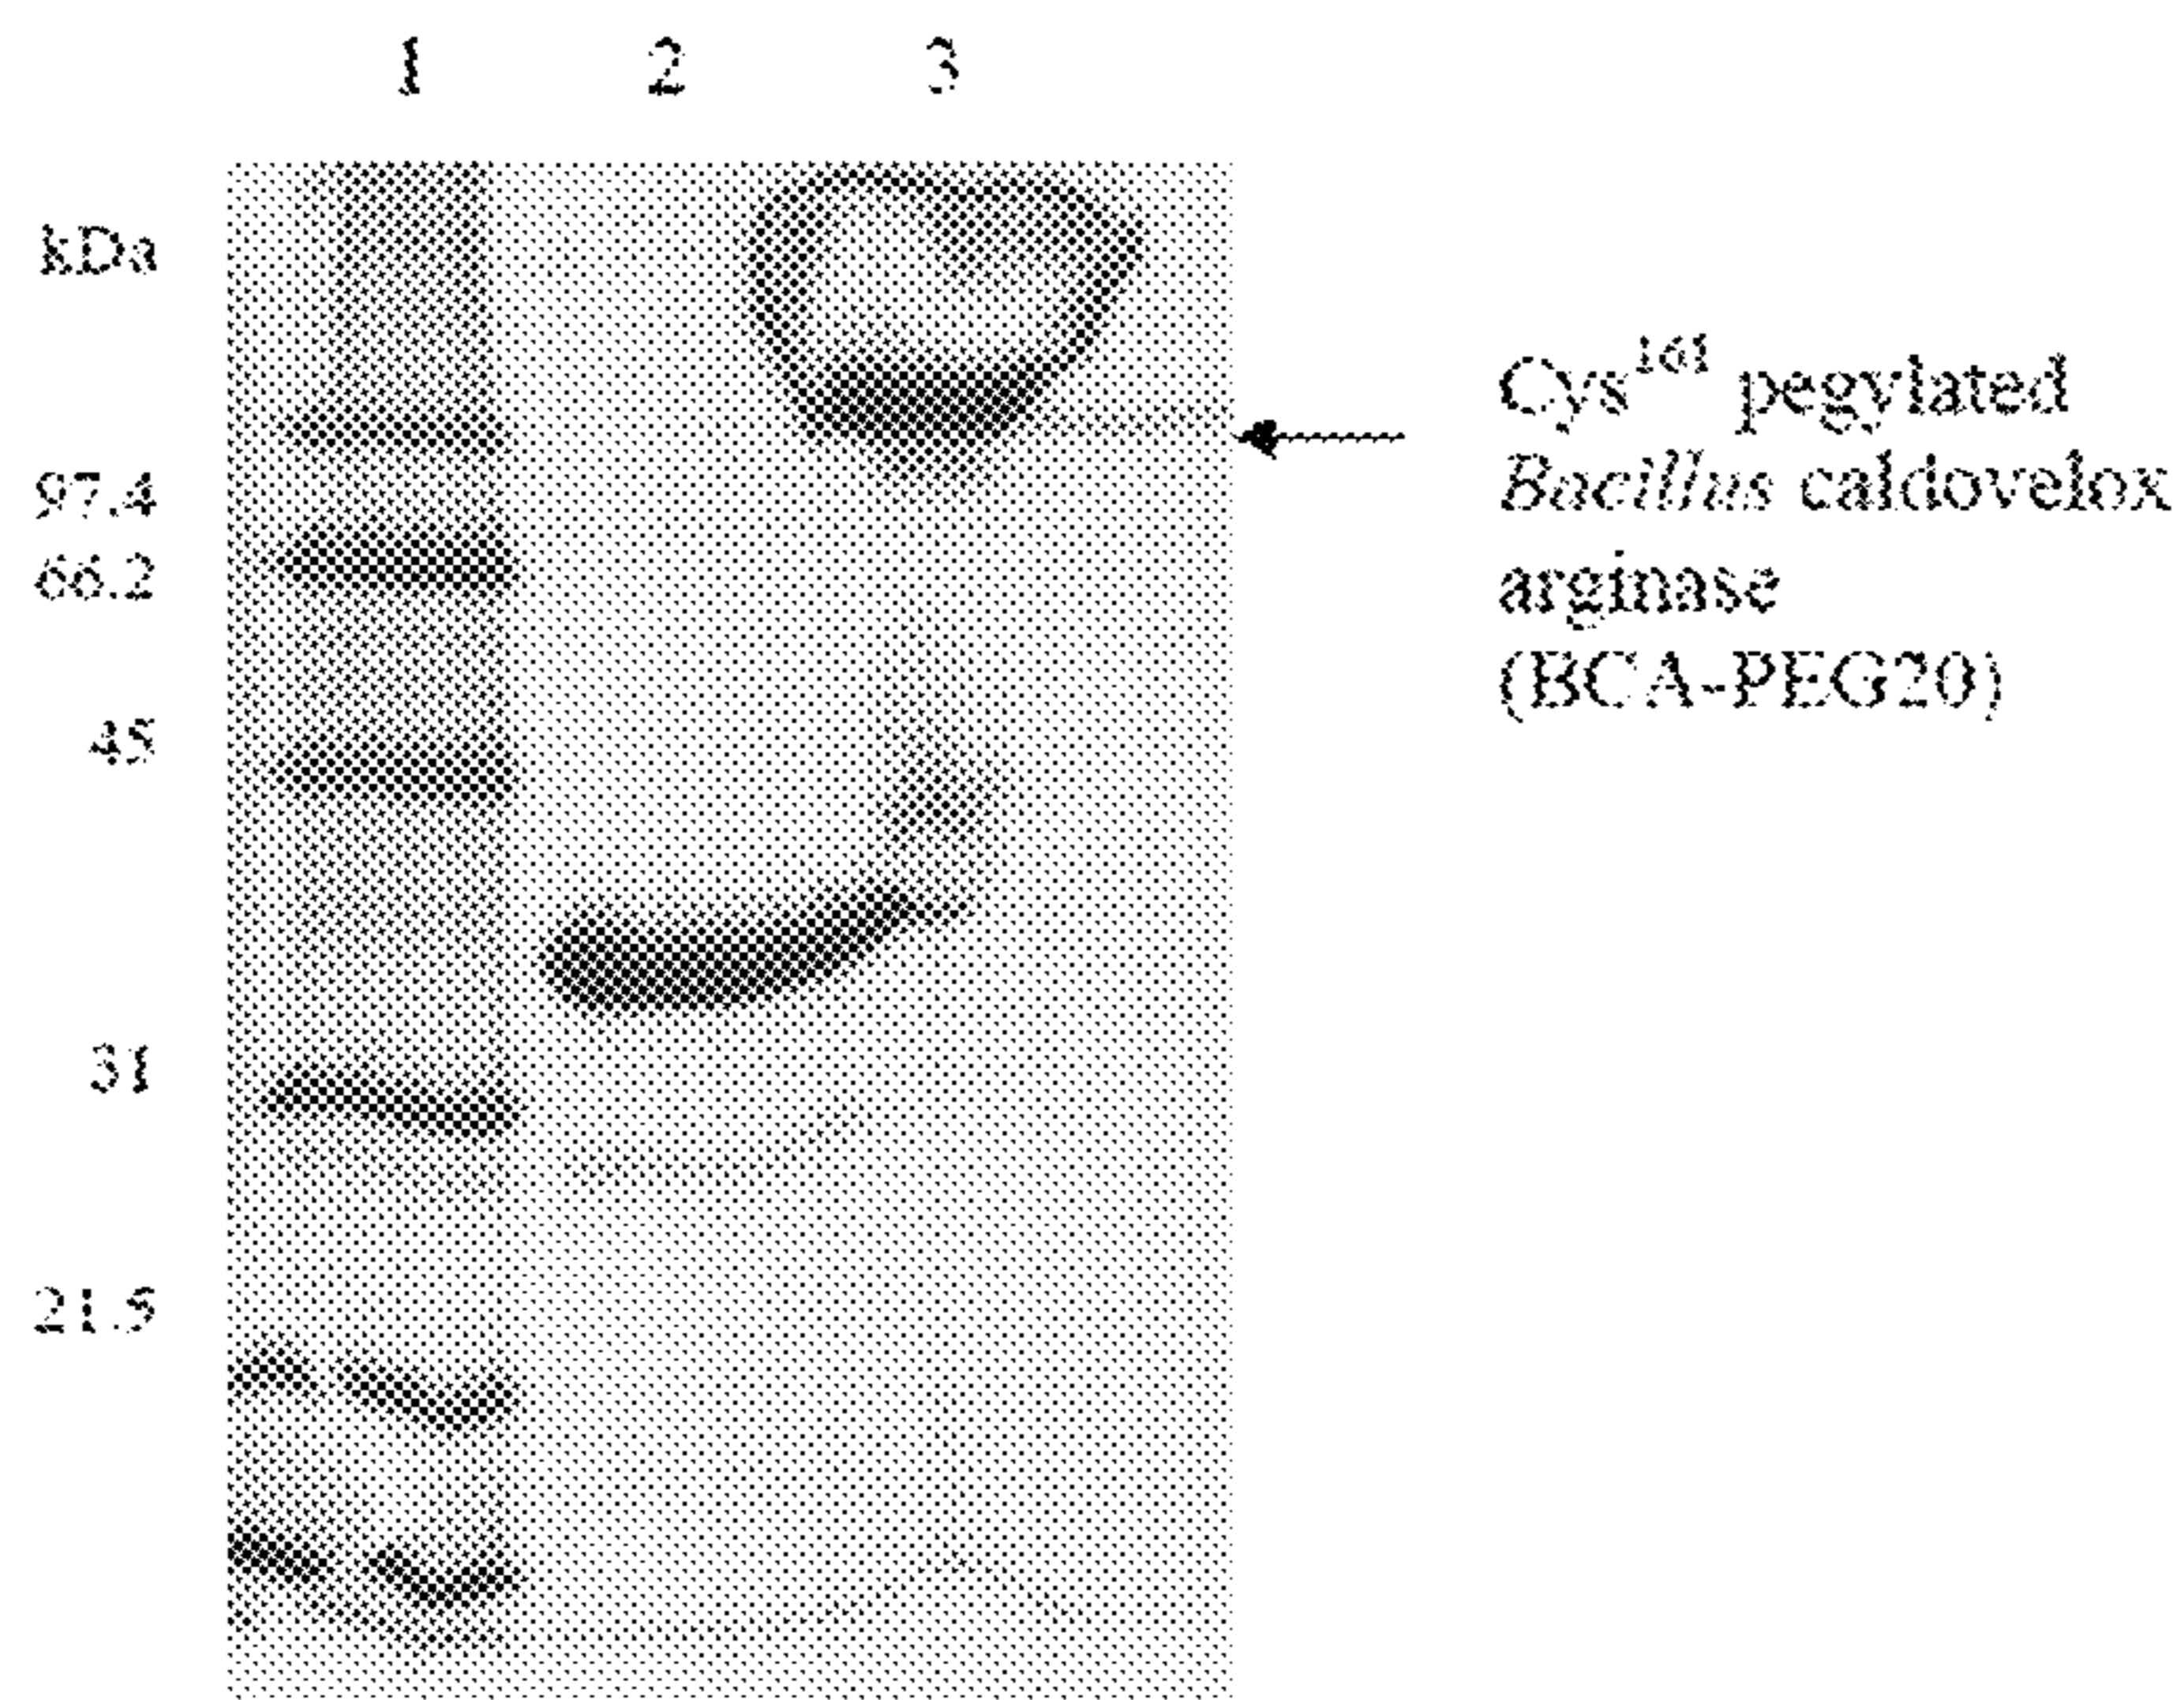 1 2 3
kDa
97.4
66.2
45
31
21.5
Cys¹⁶¹ pegylated
Bacillus caldovelox
arginase
(BCA-PEG20)